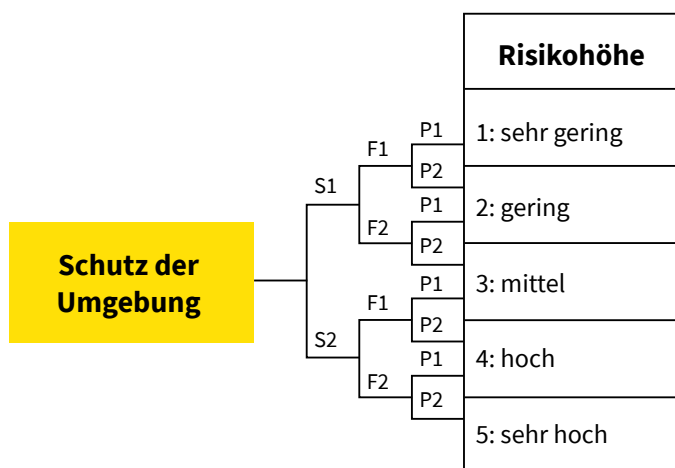 Risikohöhe
Schutz der
Umgebung
S1
S2
F1
F2
F1
F2
P1
P2
P1
P2
P1
P2
P1
P2
1: sehr gering
2: gering
3: mittel
4: hoch
5: sehr hoch